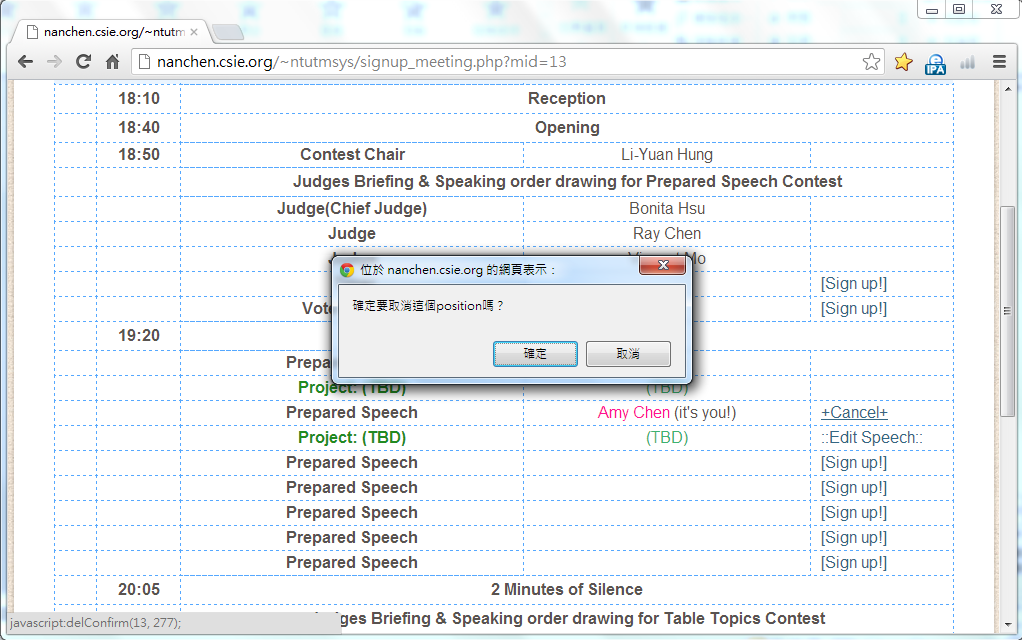 nanchen.csie.org/~ntutm
nanchen.csie.org/~ntutmsys/signup_meeting.php?mid=13
IPA
18:10 Reception
18:40 Opening
18:50 Contest Chair Li-Yuan Hung
Judges Briefing & Speaking order drawing for Prepared Speech Contest
Judge(Chief Judge) Bonita Hsu
Judge Ray Chen
Mo
[Sign up!]
[Sign up!]
位於 nanchen.csie.org 的網頁表示：
確定要取消這個position嗎？
確定 取消
19:20
Project: (TBD) (TBD)
Prepared Speech Amy Chen (it's you!) +Cancel+
Project: (TBD) (TBD) ::Edit Speech::
Prepared Speech [Sign up!]
Prepared Speech [Sign up!]
Prepared Speech [Sign up!]
Prepared Speech [Sign up!]
Prepared Speech [Sign up!]
20:05 2 Minutes of Silence
Briefing & Speaking order drawing for Table Topics Contest
javascript:delConfirm(13, 277);